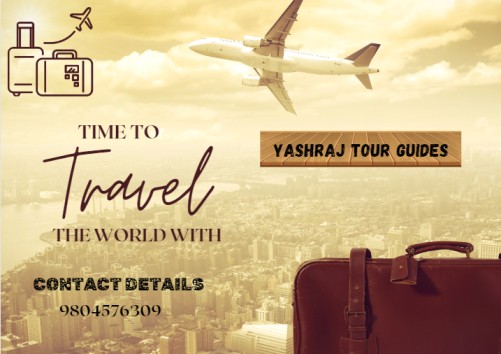 TIME TO
Travel
THE WORLD WITH
YASHRAJ TOUR GUIDES
CONTACT DETAILS
9804576309